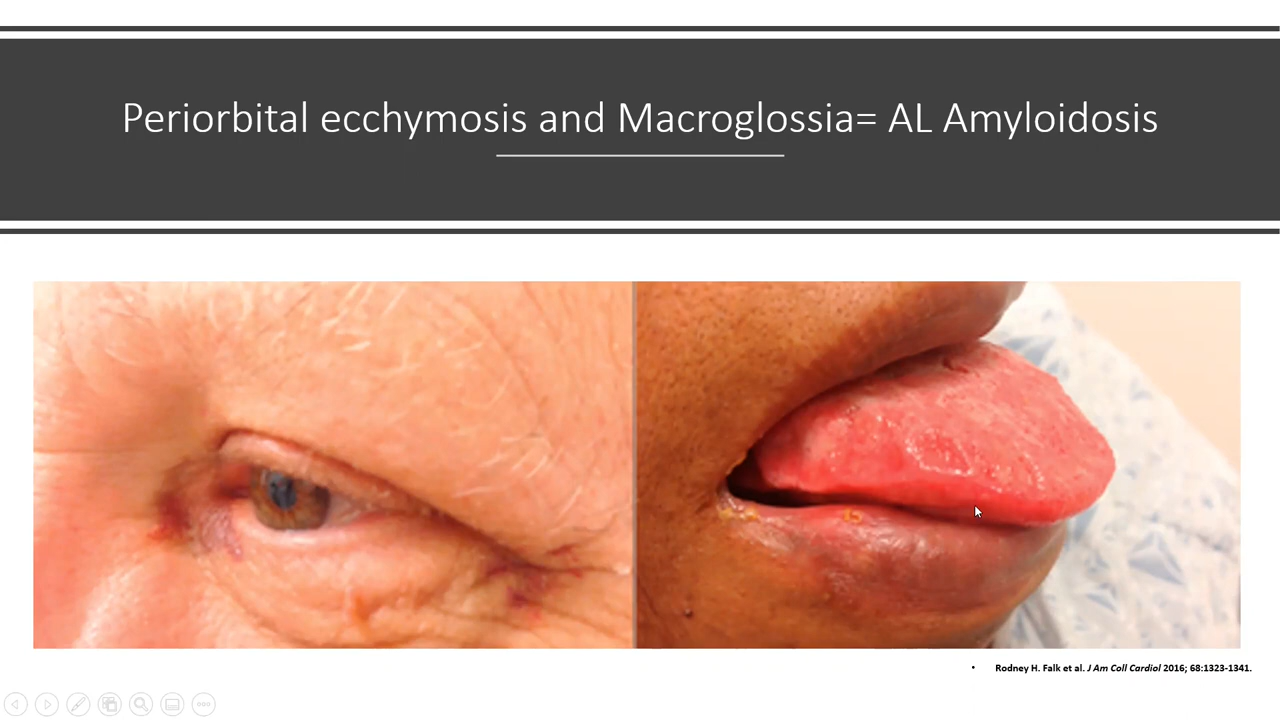 Periorbital ecchymosis and Macroglossia= AL Amyloidosis
• Rodney H. Falk et al. J Am Coll Cardiol 2016; 68:1323-1341.